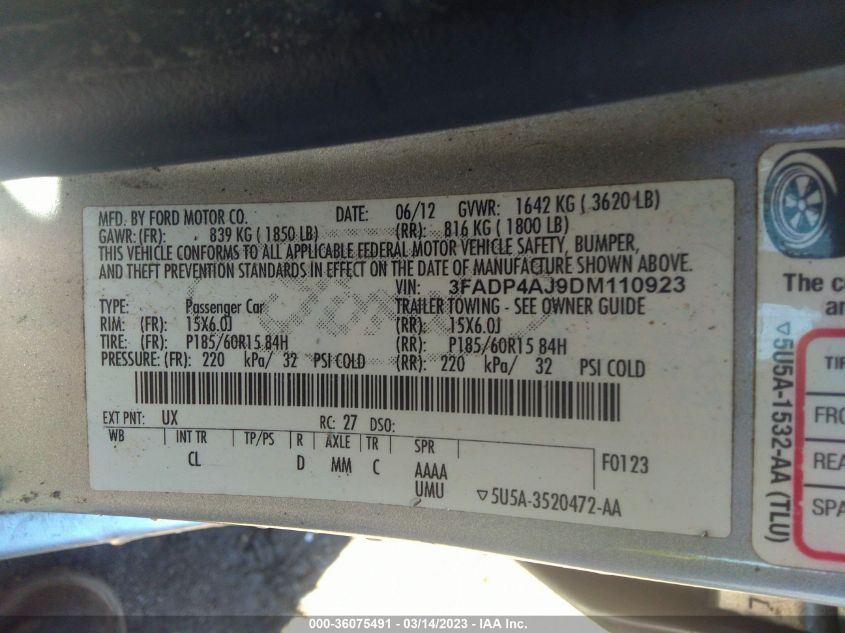 MFD. BY FORD MOTOR CO. DATE: 06/12 GVWR: 1642 KG ( 3620 LB)
GAWR: (FR): 839 KG ( 1850 LB) (RR): 816 KG ( 1800 LB)
THIS VEHICLE CONFORMS TO ALL APPLICABLE FEDERAL MOTOR VEHICLE SAFETY, BUMPER,
AND THEFT PREVENTION STANDARDS IN EFFECT ON THE DATE OF MANUFACTURE SHOWN ABOVE.
VIN: 3FADP4AJ9DM110923
TYPE: Passenger Car TRAILER TOWING - SEE OWNER GUIDE
RIM: (FR): 15X6.0J (RR): 15X6.0J
TIRE: (FR): P185/60R15 84H (RR): P185/60R15 84H
PRESSURE: (FR): 220 kPa/ 32 PSI COLD (RR): 220 kPa/ 32 PSI COLD
EXT PNT: UX RC: 27 DSO:
WB INT TR TP/PS R AXLE TR SPR
CL D MM C AAAA F0123
UMU ▽5U5A-3520472-AA
The co
an
▽5U5A-1532-AA (TLU)
TIR
FRO
REA
SPA
000-36075491 - 03/14/2023 - IAA Inc.